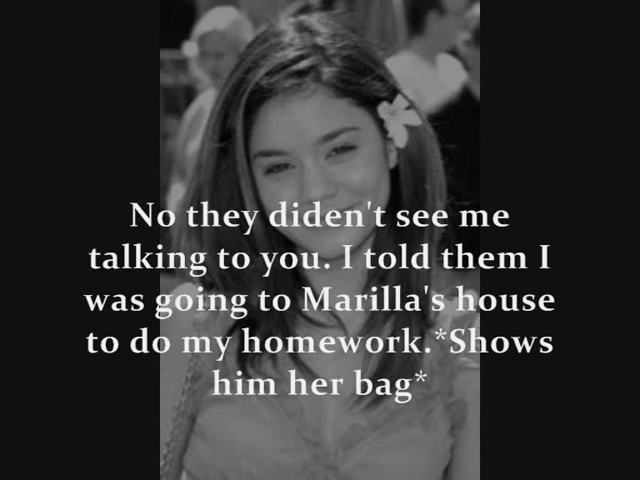 No they diden't see me
talking to you. I told them I
was going to Marilla's house
to do my homework.*Shows
him her bag*